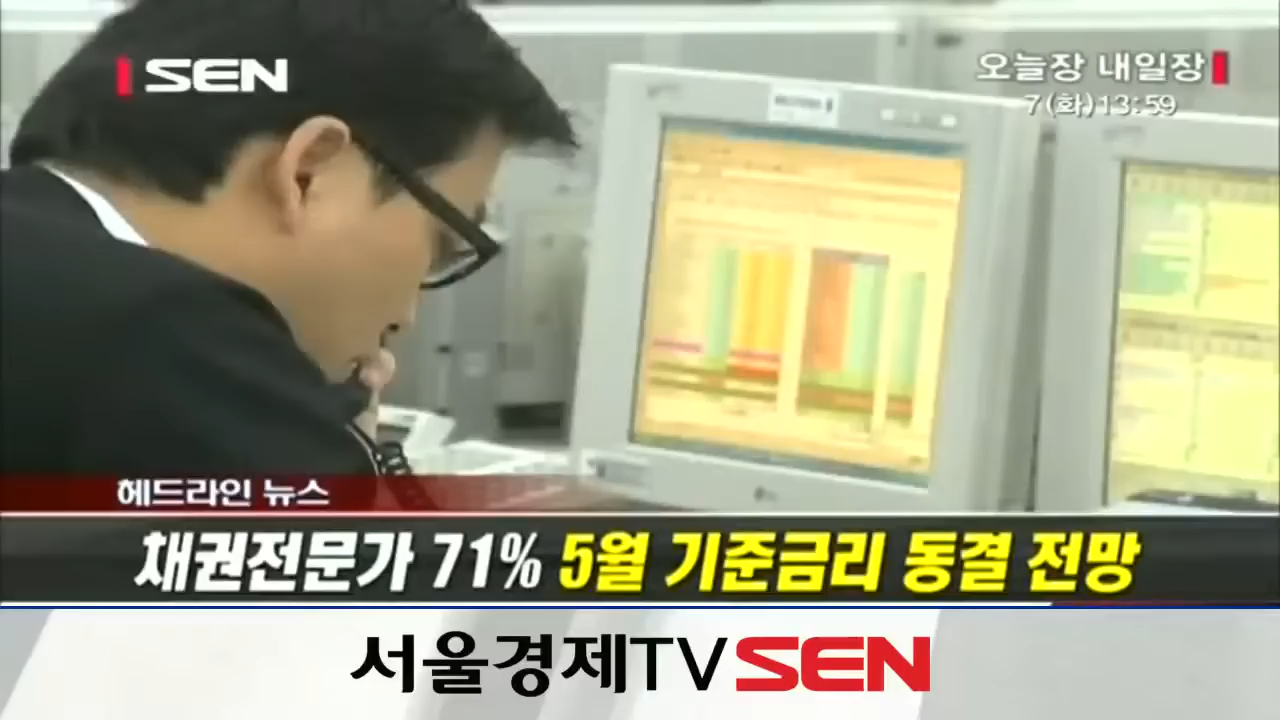 SEN
오늘장 내일장
7(화)13:59
헤드라인 뉴스
채권전문가 71% 5월 기준금리 동결 전망
서울경제TV SEN